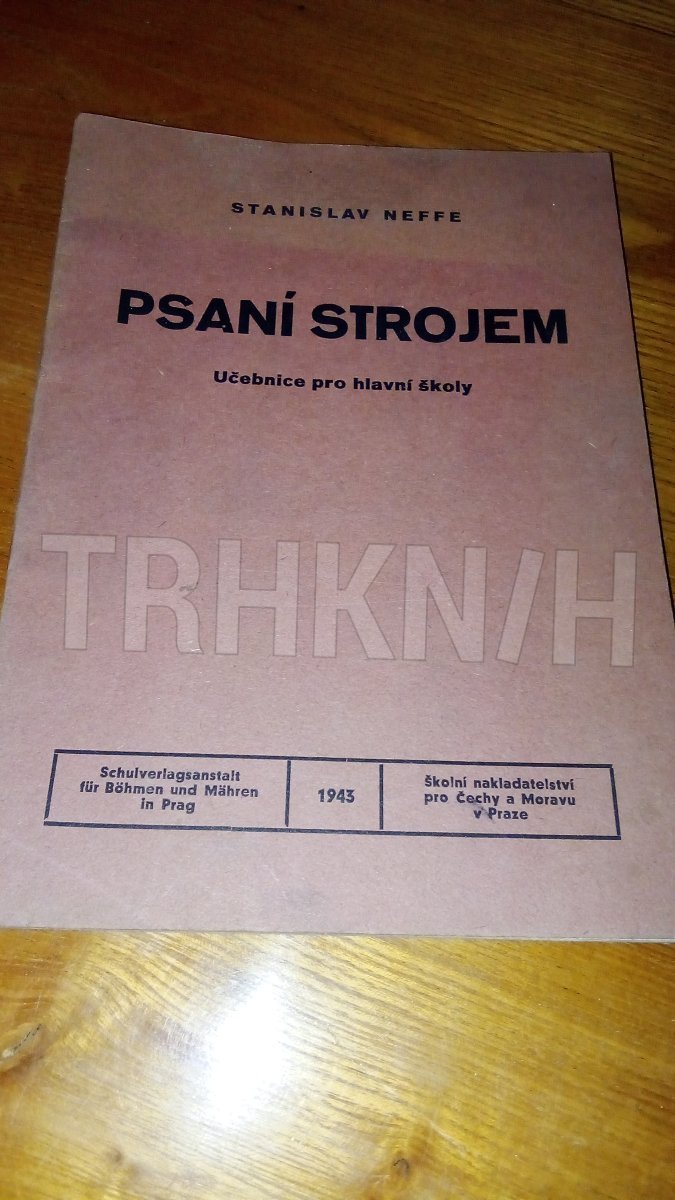 STANISLAV NEFFE
PSANÍ STROJEM
Učebnice pro hlavní školy
TRHKN/H
Schulverlagsanstalt
für Böhmen und Mähren
in Prag
1943
Školní nakladatelství
pro Čechy a Moravu
v Praze